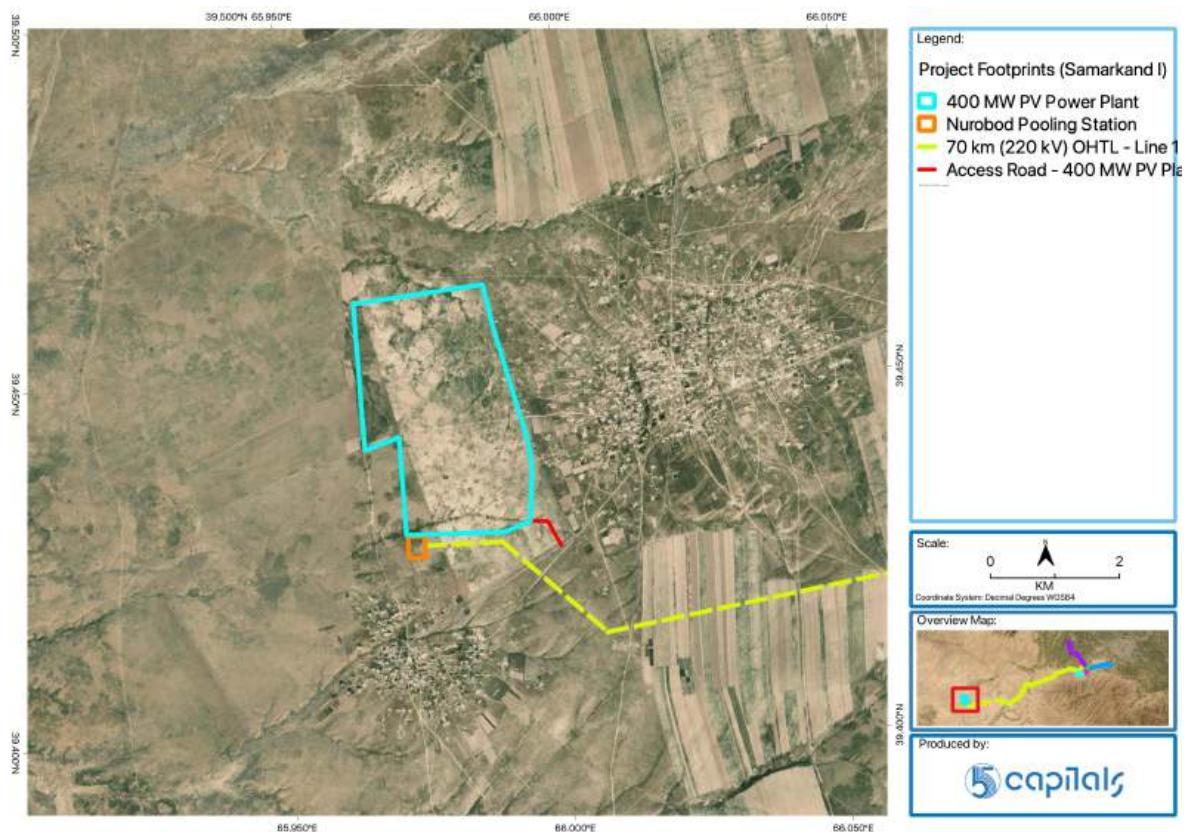 39.500°N 65.950°E 66.000°E 66.050°E
39.500°N
39.450°N
39.400°N
39.450°N
39.400°N
65.950°E 66.000°E 66.050°E
Legend:
Project Footprints (Samarkand I)
400 MW PV Power Plant
Nurobod Pooling Station
70 km (220 kV) OHTL - Line 1
Access Road - 400 MW PV Pla
Scale:
N
0 2
KM
Coordinate System: Decimal Degrees WGS84
Overview Map:
Produced by:
5 capitals